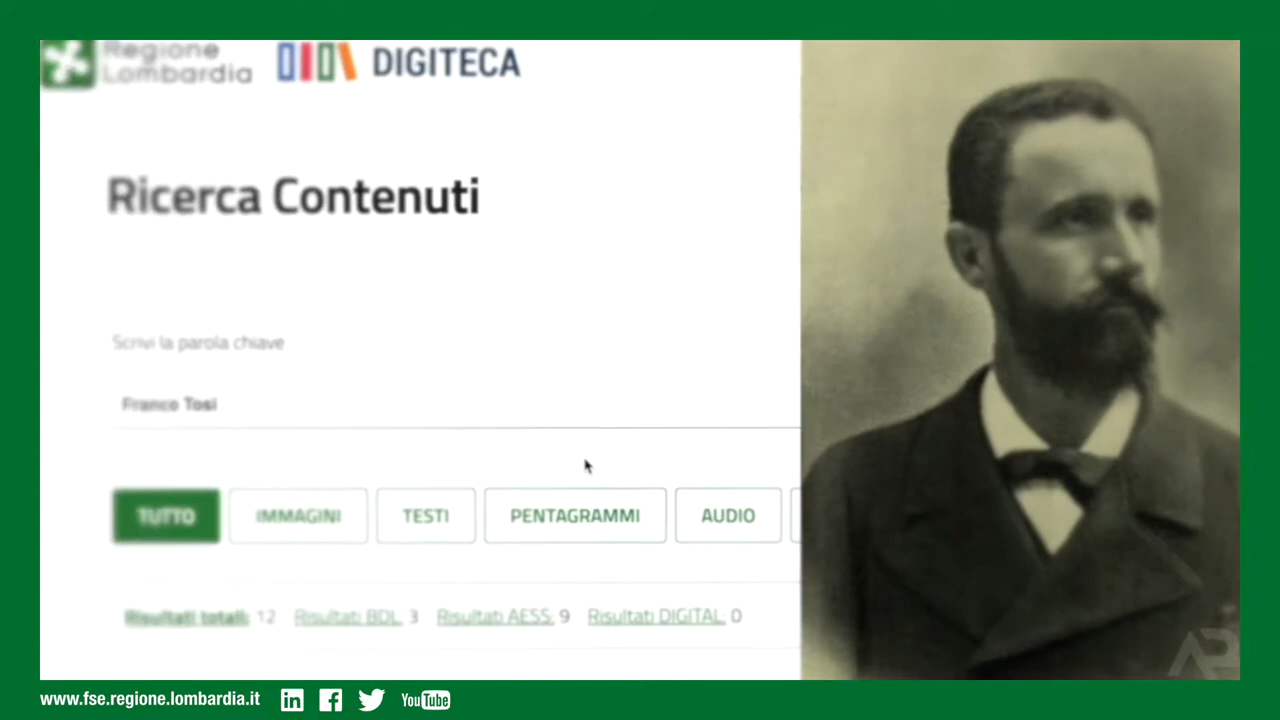 Regione
Lombardia
DIGITECA
Ricerca Contenuti
Scrivi la parola chiave
Franco Tosi
TUTTO
IMMAGINI
TESTI
PENTAGRAMMI
AUDIO
Risultati totali: 12 Risultati BDL: 3 Risultati AESS: 9 Risultati DIGITAL: 0
www.fse.regione.lombardia.it
YouTube